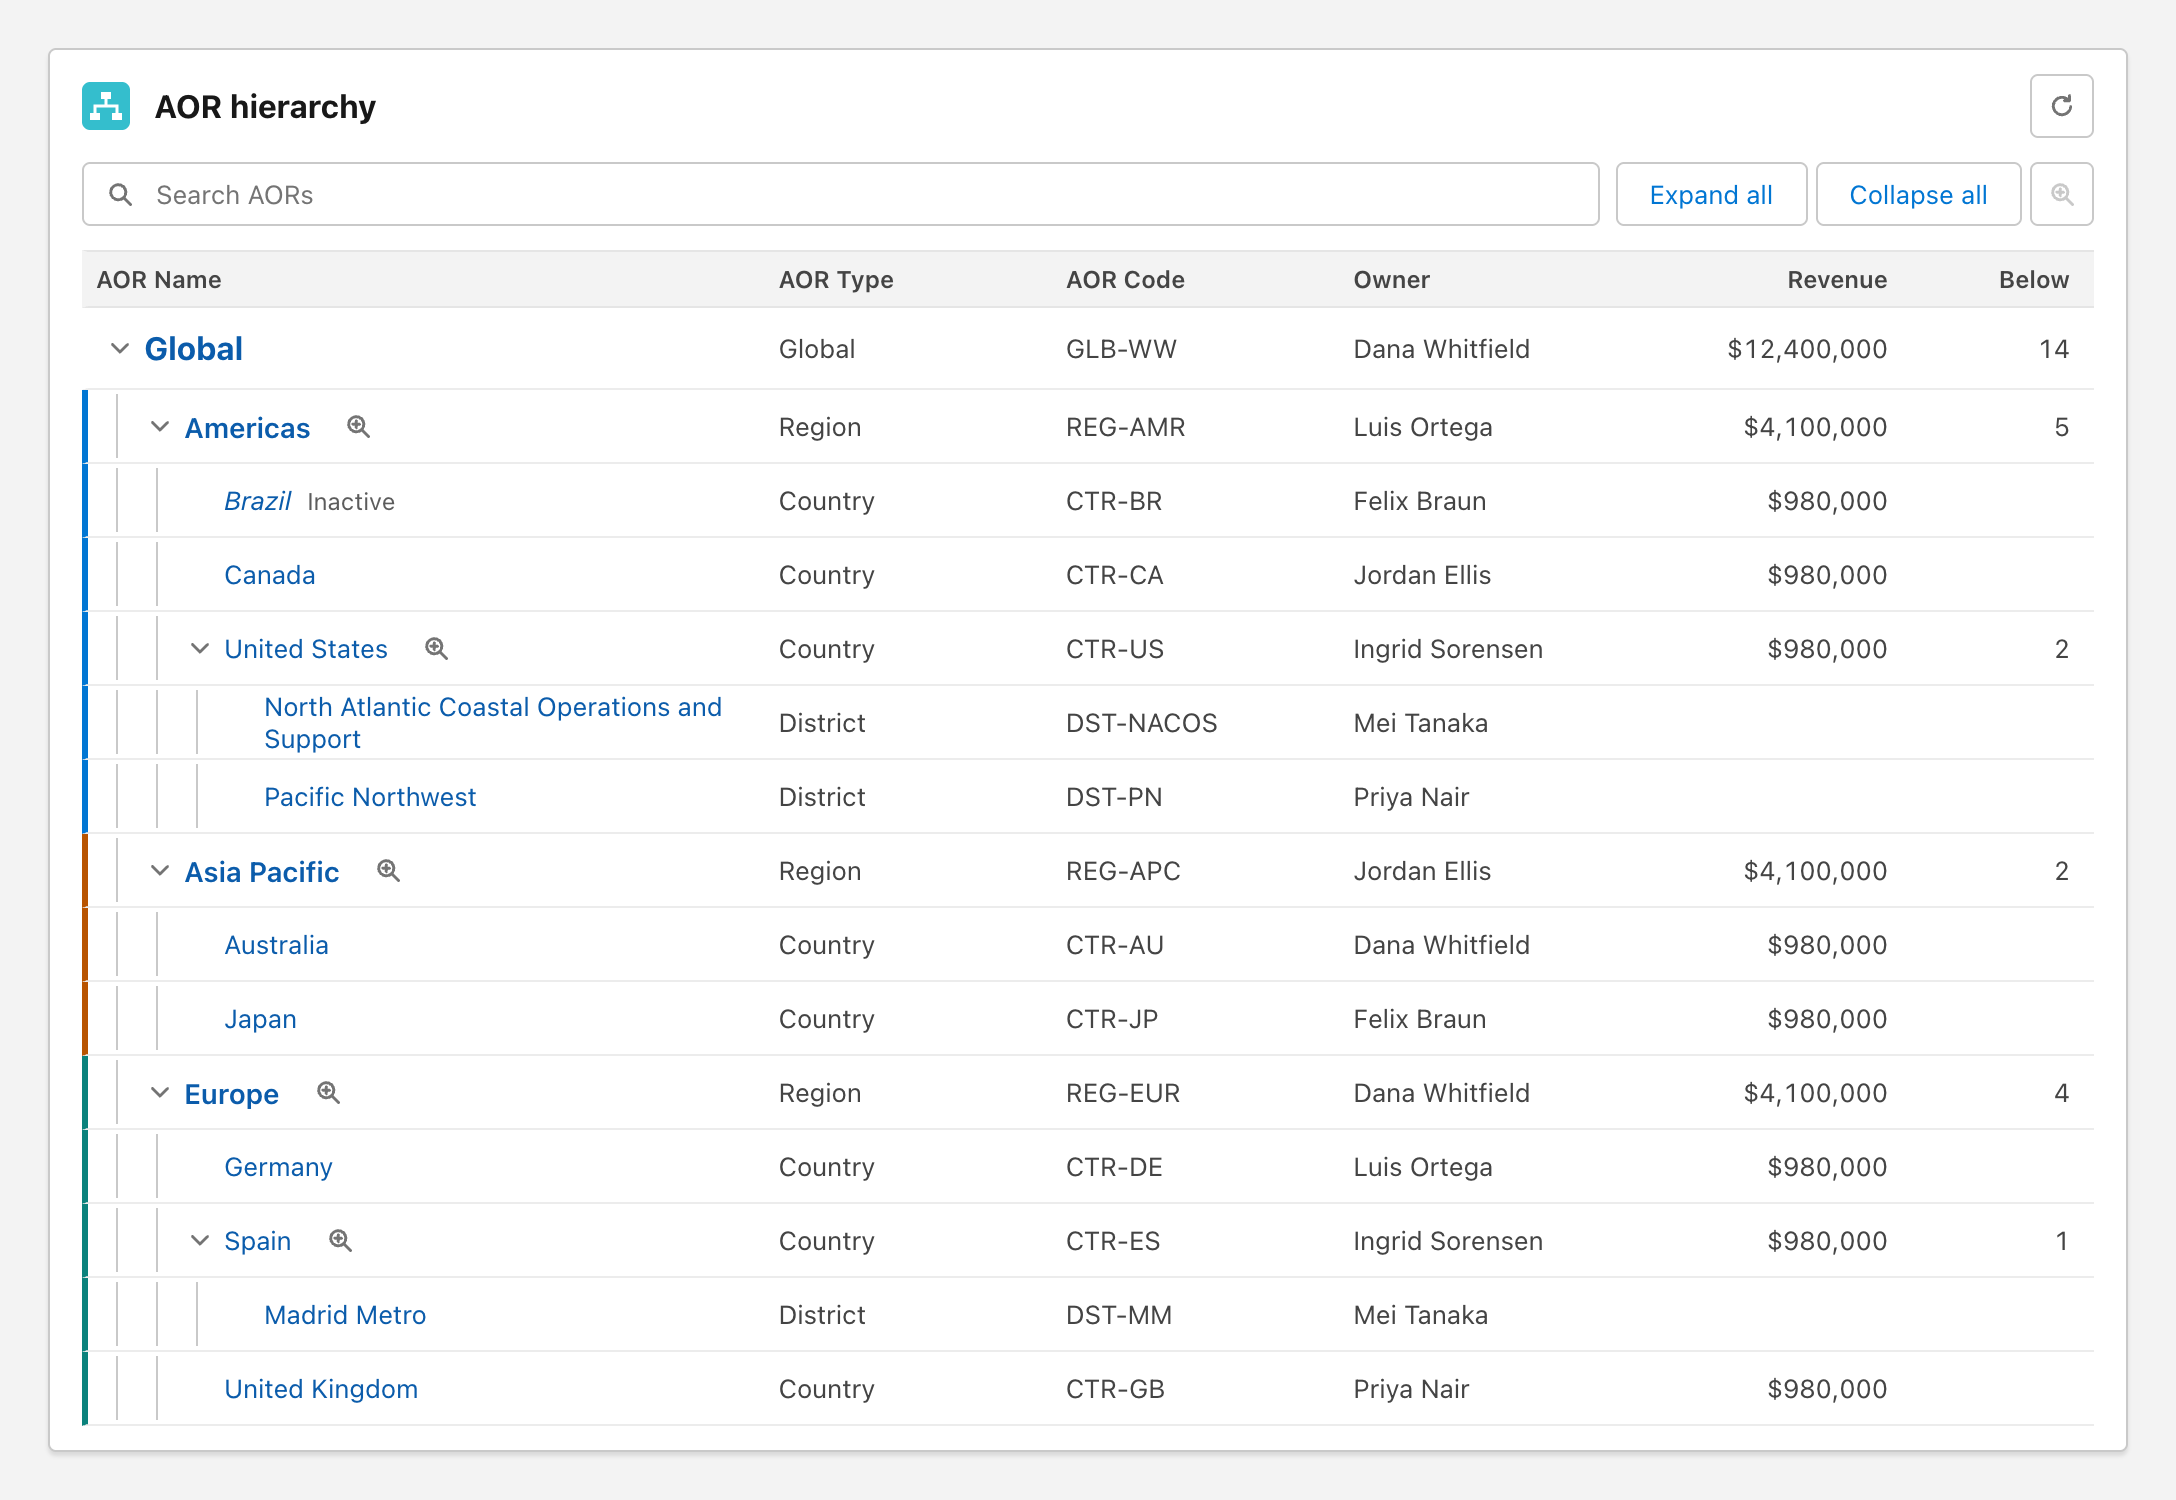 AOR hierarchy
Search AORs
Expand all
Collapse all
AOR Name AOR Type AOR Code Owner Revenue Below
Global Global GLB-WW Dana Whitfield $12,400,000 14
Americas Region REG-AMR Luis Ortega $4,100,000 5
Brazil Inactive Country CTR-BR Felix Braun $980,000
Canada Country CTR-CA Jordan Ellis $980,000
United States Country CTR-US Ingrid Sorensen $980,000 2
North Atlantic Coastal Operations and
Support District DST-NACOS Mei Tanaka
Pacific Northwest District DST-PN Priya Nair
Asia Pacific Region REG-APC Jordan Ellis $4,100,000 2
Australia Country CTR-AU Dana Whitfield $980,000
Japan Country CTR-JP Felix Braun $980,000
Europe Region REG-EUR Dana Whitfield $4,100,000 4
Germany Country CTR-DE Luis Ortega $980,000
Spain Country CTR-ES Ingrid Sorensen $980,000 1
Madrid Metro District DST-MM Mei Tanaka
United Kingdom Country CTR-GB Priya Nair $980,000